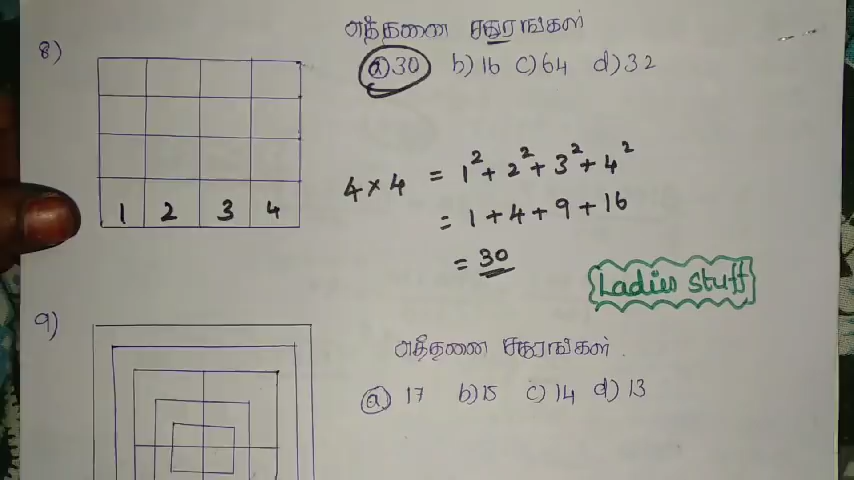 8)
எத்தனை சதுரங்கள்
a) 30 b) 16 c) 64 d) 32
1 2 3 4
4 × 4 = 1² + 2² + 3² + 4²
= 1 + 4 + 9 + 16
= 30
Ladies stuff
9)
எத்தனை சதுரங்கள்.
a) 17 b) 15 c) 14 d) 13